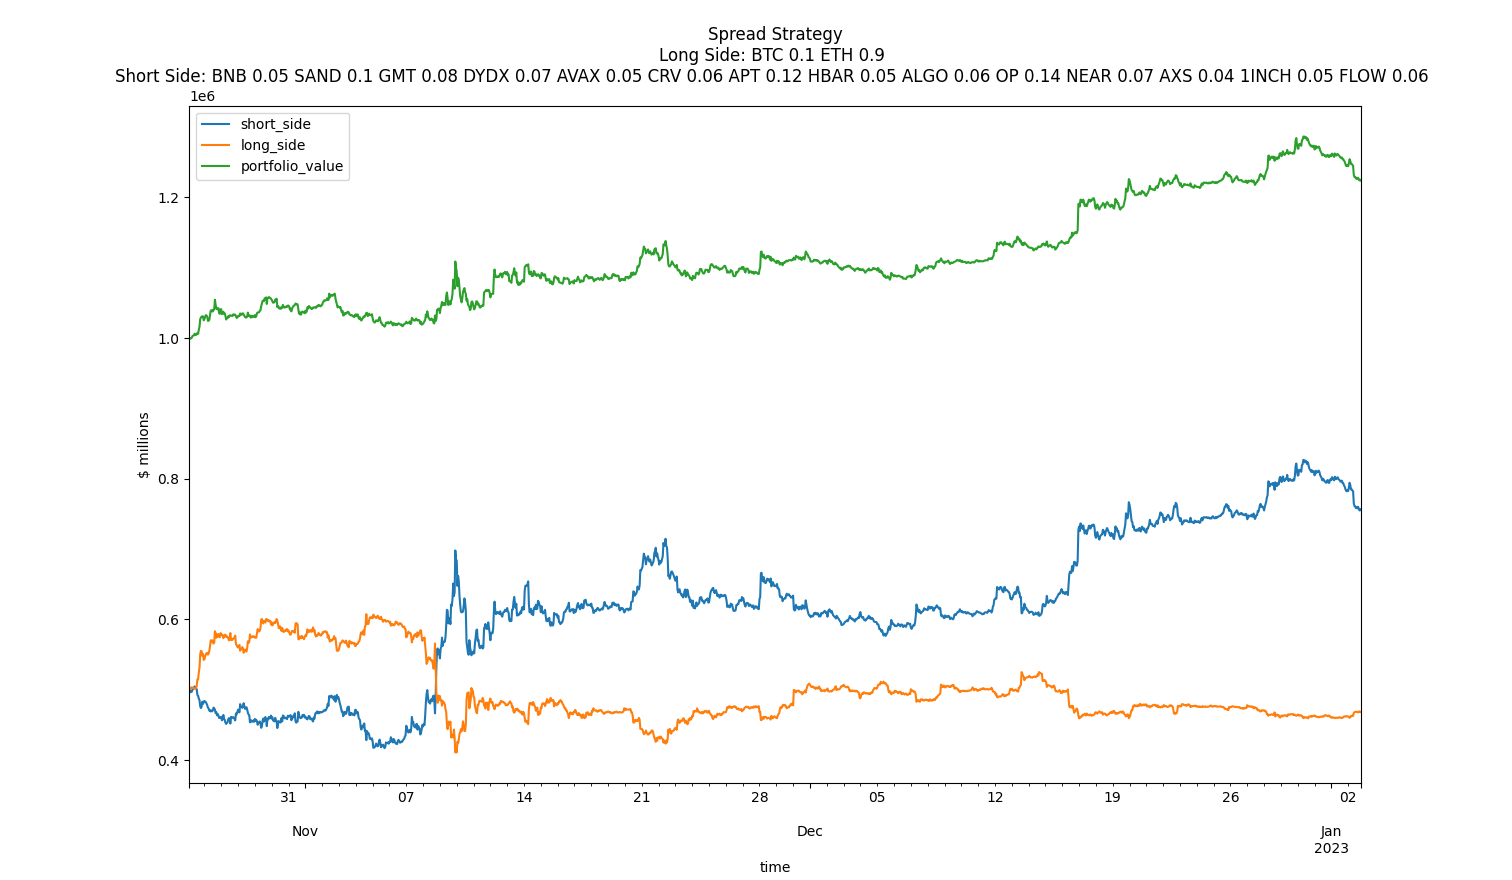 Spread Strategy
Long Side: BTC 0.1 ETH 0.9
Short Side: BNB 0.05 SAND 0.1 GMT 0.08 DYDX 0.07 AVAX 0.05 CRV 0.06 APT 0.12 HBAR 0.05 ALGO 0.06 OP 0.14 NEAR 0.07 AXS 0.04 1INCH 0.05 FLOW 0.06
1e6
short_side
long_side
portfolio_value
1.2
1.0
0.8
0.6
0.4
$ millions
31 07 14 21 28 05 12 19 26 02
Nov Dec Jan
2023
time